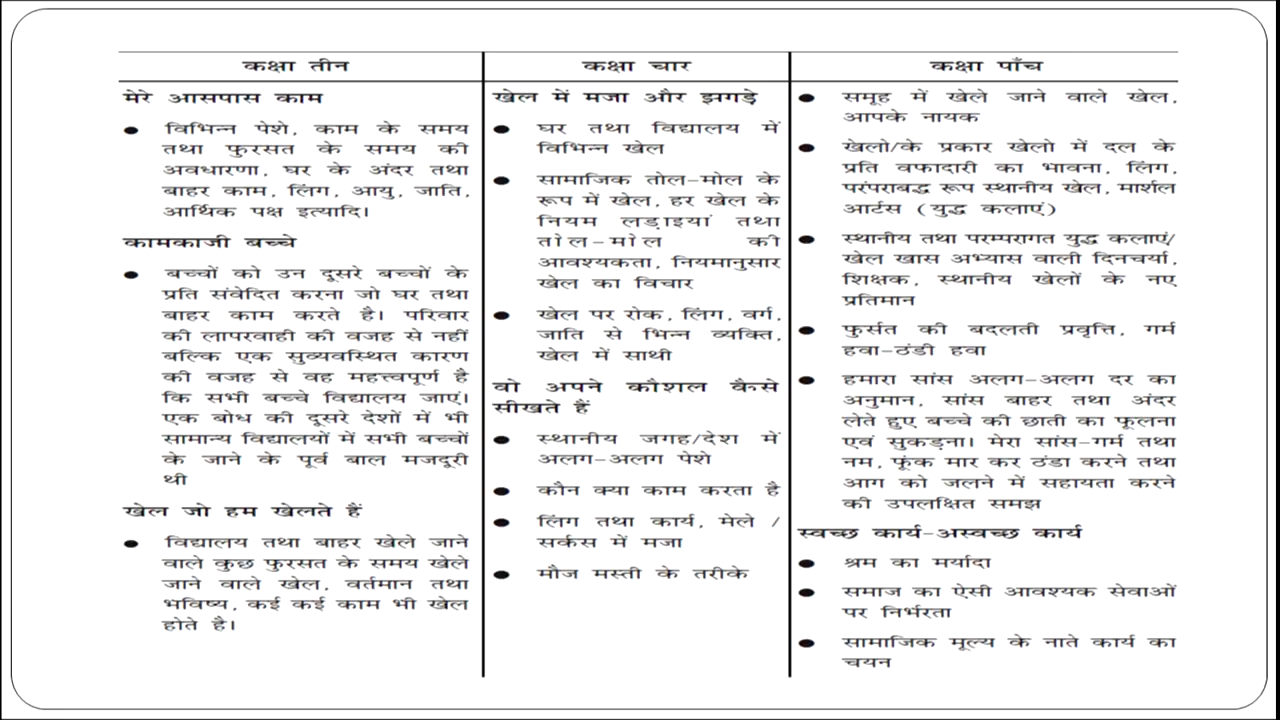 कक्षा तीन
मेरे आसपास काम
● विभिन्न पेशे, काम के समय
तथा फुरसत के समय की
अवधारणा, घर के अंदर तथा
बाहर काम, लिंग, आयु, जाति,
आर्थिक पक्ष इत्यादि।
कामकाजी बच्चे
● बच्चों को उन दूसरे बच्चों के
प्रति संवेदित करना जो घर तथा
बाहर काम करते है। परिवार
की लापरवाही की वजह से नहीं
बल्कि एक सुव्यवस्थित कारण
की वजह से वह महत्त्वपूर्ण है
कि सभी बच्चे विद्यालय जाएं।
एक बोध की दूसरे देशों में भी
सामान्य विद्यालयों में सभी बच्चों
के जाने के पूर्व बाल मजदूरी
थी
खेल जो हम खेलते हैं
● विद्यालय तथा बाहर खेले जाने
वाले कुछ फुरसत के समय खेले
जाने वाले खेल, वर्तमान तथा
भविष्य, कई कई काम भी खेल
होते है।
कक्षा चार
खेल में मजा और झगड़े
● घर तथा विद्यालय में
विभिन्न खेल
● सामाजिक तोल-मोल के
रूप में खेल, हर खेल के
नियम लड़ाइयां तथा
तोल-मोल की
आवश्यकता, नियमानुसार
खेल का विचार
● खेल पर रोक, लिंग, वर्ग,
जाति से भिन्न व्यक्ति,
खेल में साथी
वो अपने कौशल कैसे
सीखते हैं
● स्थानीय जगह/देश में
अलग-अलग पेशे
● कौन क्या काम करता है
● लिंग तथा कार्य, मेले /
सर्कस में मजा
● मौज मस्ती के तरीके
कक्षा पाँच
● समूह में खेले जाने वाले खेल,
आपके नायक
● खेलो/के प्रकार खेलो में दल के
प्रति वफादारी का भावना, लिंग,
परंपराबद्ध रूप स्थानीय खेल, मार्शल
आर्टस (युद्ध कलाएं)
● स्थानीय तथा परम्परागत युद्ध कलाएं/
खेल खास अभ्यास वाली दिनचर्या,
शिक्षक, स्थानीय खेलों के नए
प्रतिमान
● फुर्सत की बदलती प्रवृत्ति, गर्म
हवा-ठंडी हवा
● हमारा सांस अलग-अलग दर का
अनुमान, सांस बाहर तथा अंदर
लेते हुए बच्चे की छाती का फूलना
एवं सुकड़ना। मेरा सांस-गर्म तथा
नम, फूंक मार कर ठंडा करने तथा
आग को जलने में सहायता करने
की उपलक्षित समझ
स्वच्छ कार्य-अस्वच्छ कार्य
● श्रम का मर्यादा
● समाज का ऐसी आवश्यक सेवाओं
पर निर्भरता
● सामाजिक मूल्य के नाते कार्य का
चयन